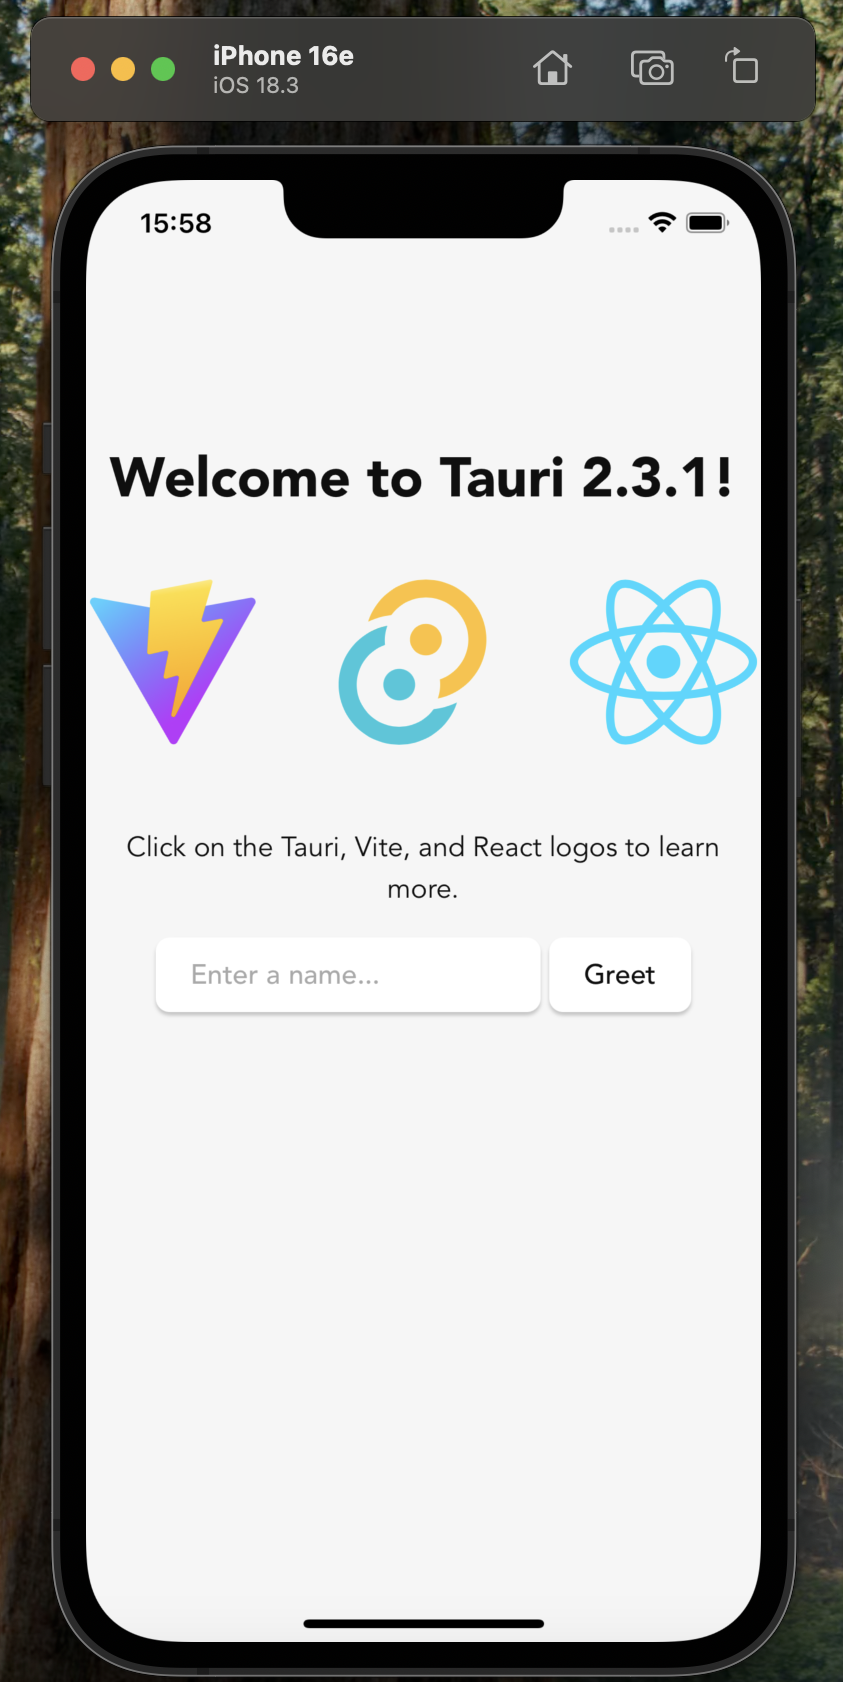 iPhone 16e
iOS 18.3
15:58
Welcome to Tauri 2.3.1!
Click on the Tauri, Vite, and React logos to learn
more.
Enter a name...
Greet